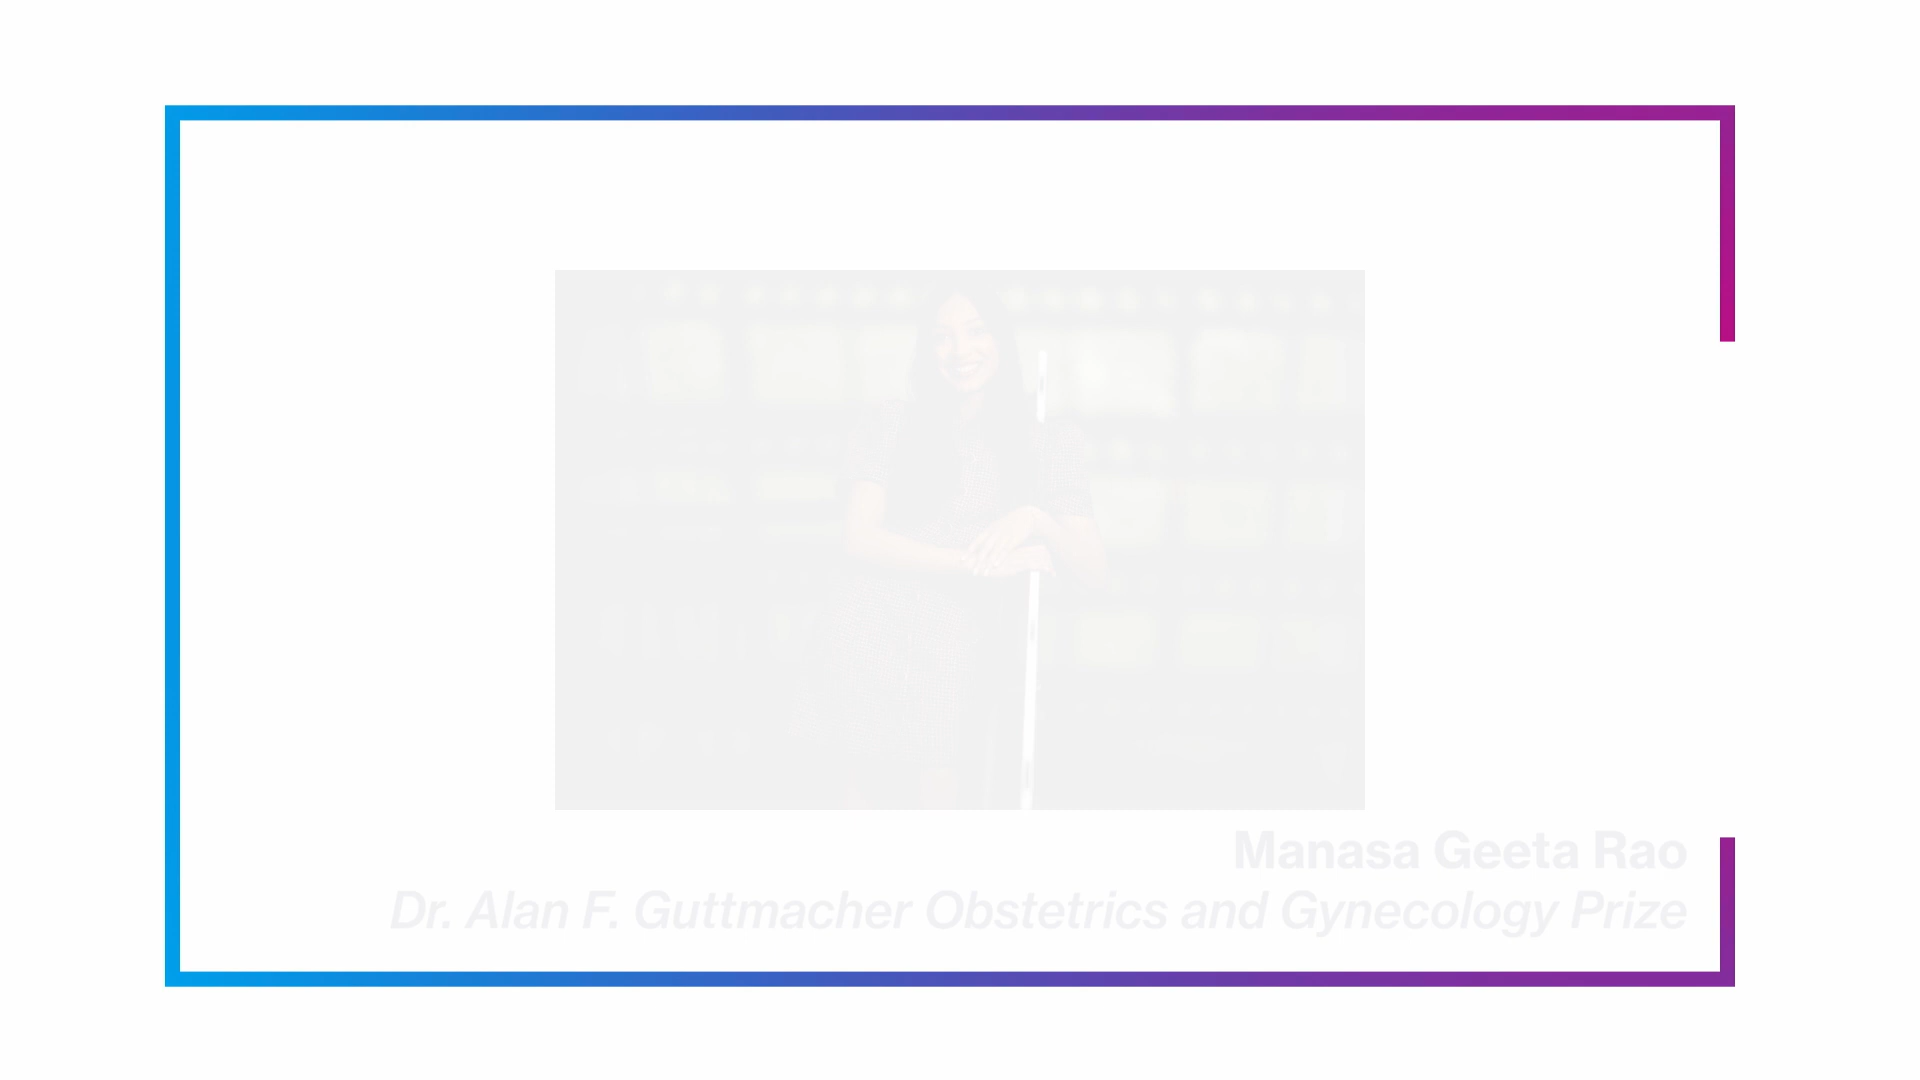 Manasa Geeta Rao
Dr. Alan F. Guttmacher Obstetrics and Gynecology Prize